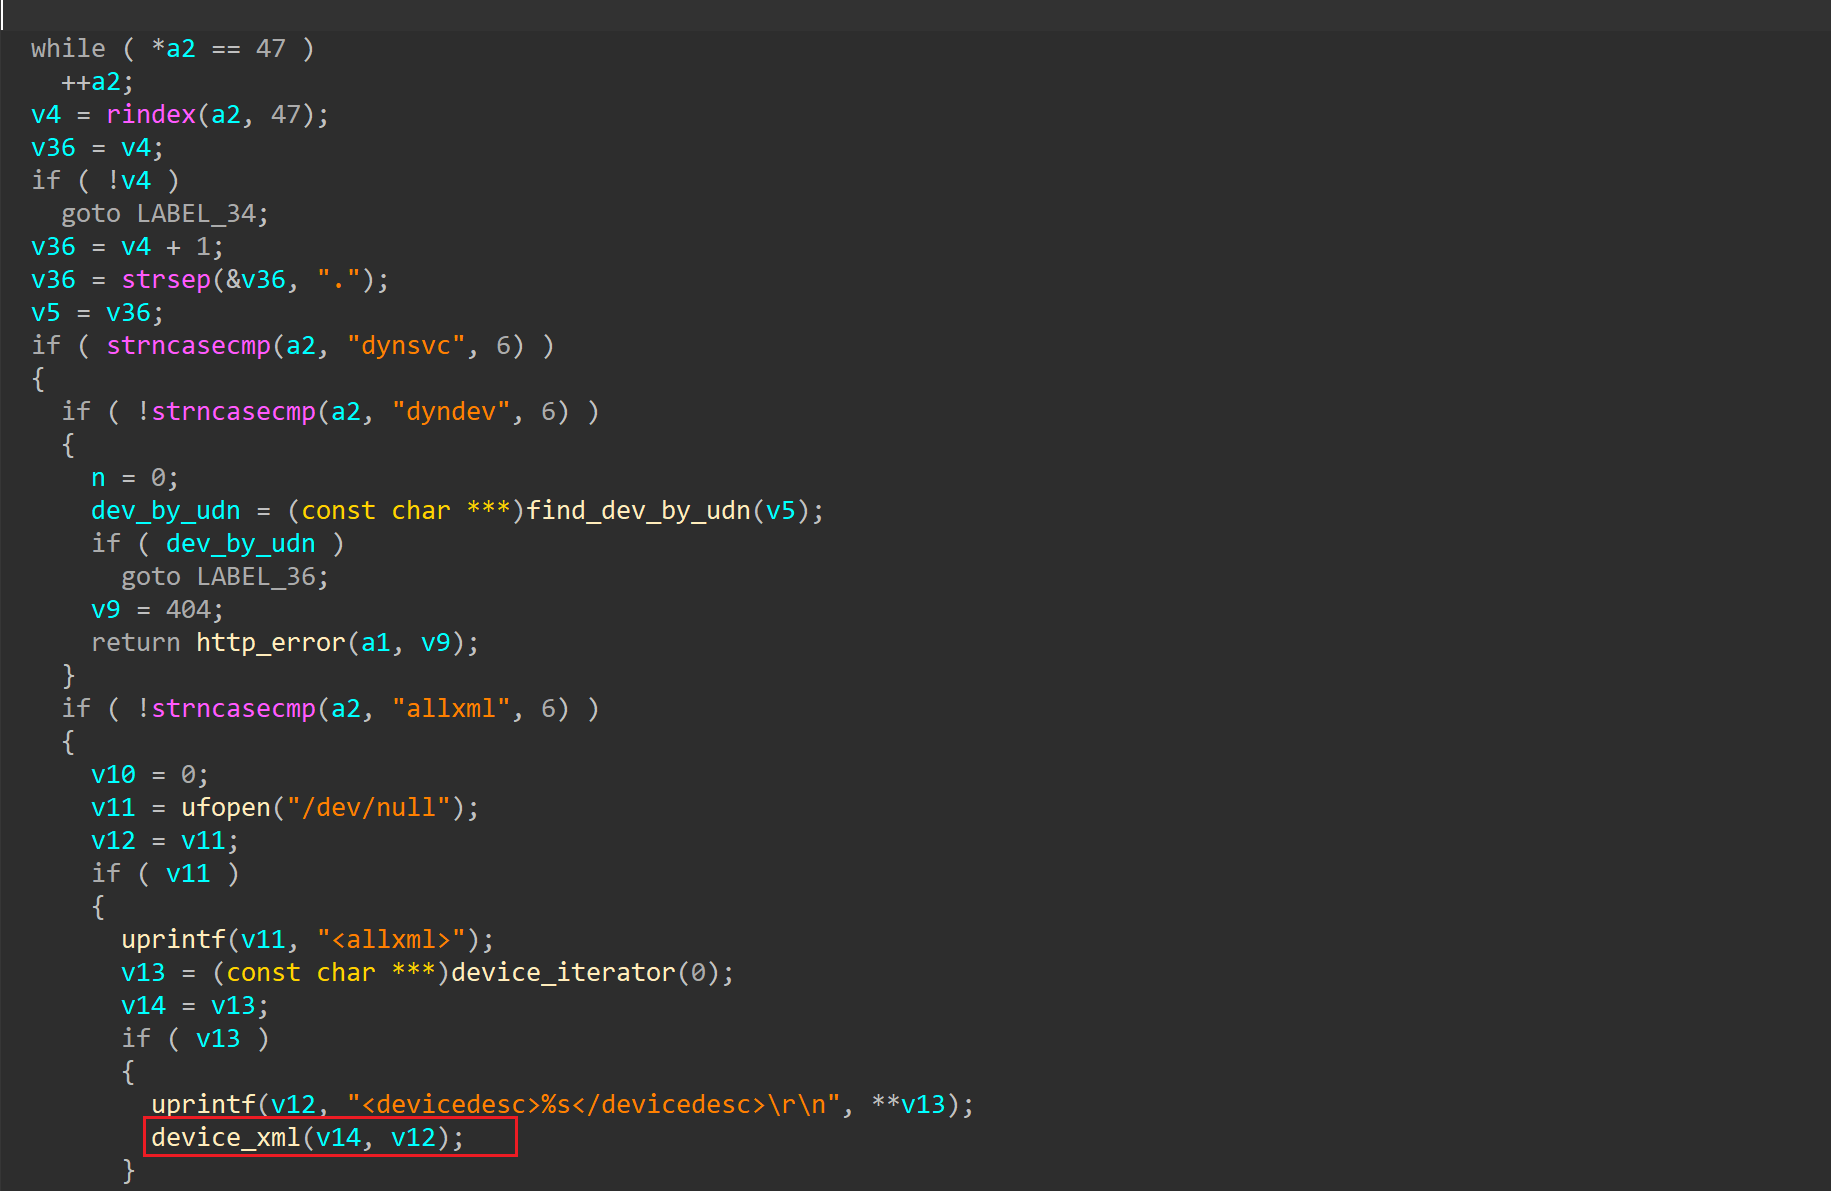 while ( *a2 == 47 )
++a2;
v4 = rindex(a2, 47);
v36 = v4;
if ( !v4 )
goto LABEL_34;
v36 = v4 + 1;
v36 = strsep(&v36, ".");
v5 = v36;
if ( strncasecmp(a2, "dynsvc", 6) )
{
if ( !strncasecmp(a2, "dyndev", 6) )
{
n = 0;
dev_by_udn = (const char ***)find_dev_by_udn(v5);
if ( dev_by_udn )
goto LABEL_36;
v9 = 404;
return http_error(a1, v9);
}
if ( !strncasecmp(a2, "allxml", 6) )
{
v10 = 0;
v11 = ufopen("/dev/null");
v12 = v11;
if ( v11 )
{
uprintf(v11, "<allxml>");
v13 = (const char ***)device_iterator(0);
v14 = v13;
if ( v13 )
{
uprintf(v12, "<devicedesc>%s</devicedesc>\r\n", **v13);
device_xml(v14, v12);
}